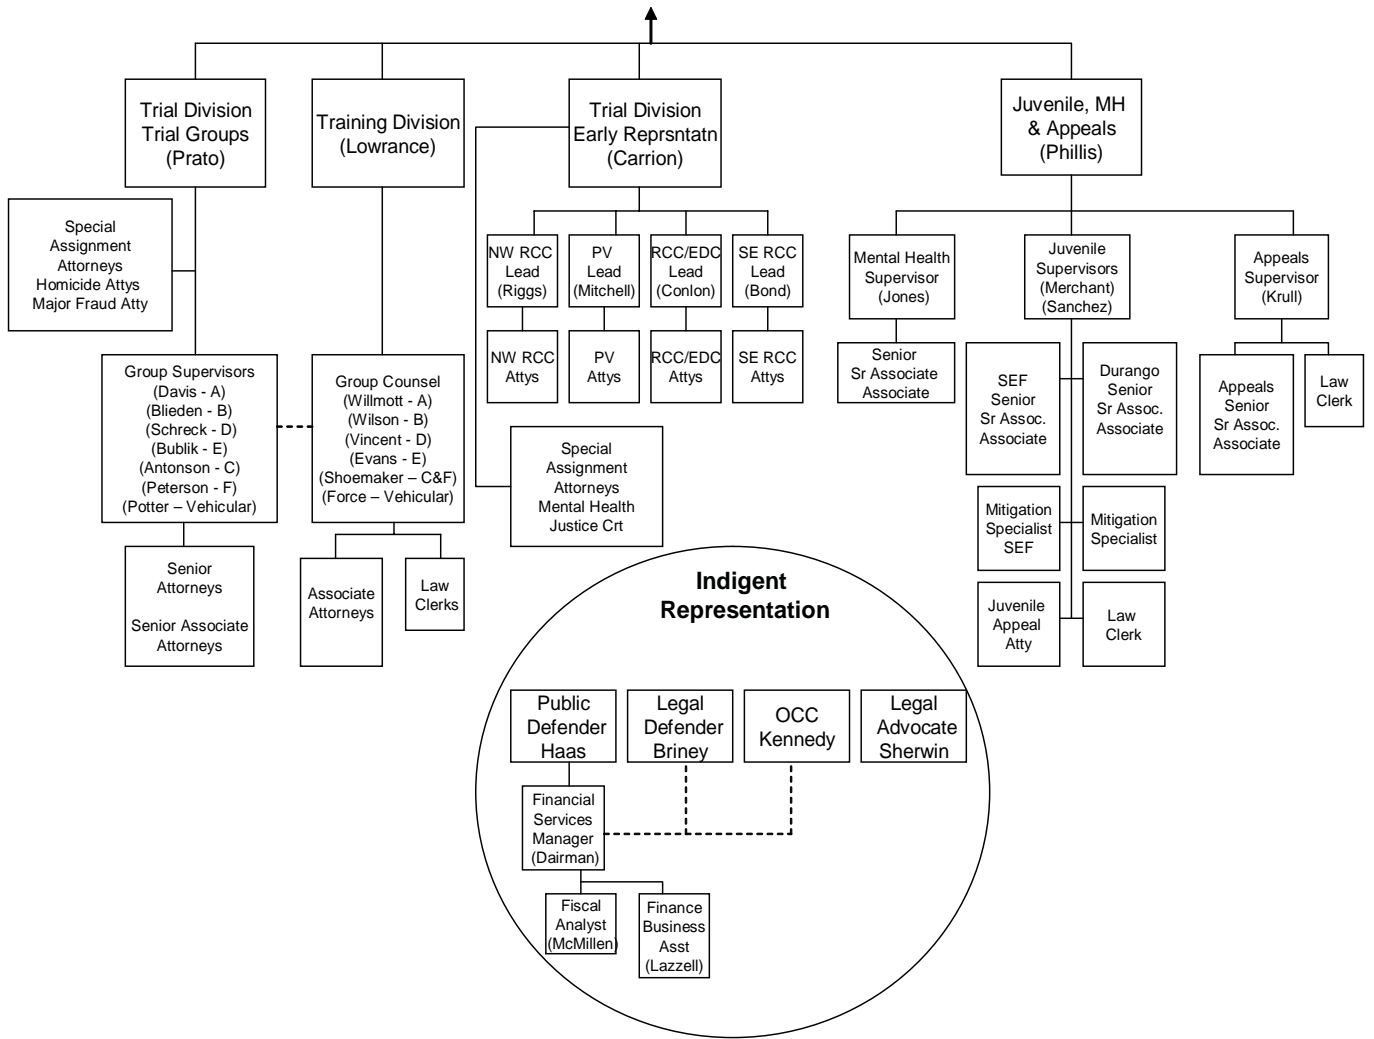 Trial Division
Trial Groups
(Prato)
Training Division
(Lowrance)
Trial Division
Early Reprsntatn
(Carrion)
Juvenile, MH
& Appeals
(Phillis)
Special
Assignment
Attorneys
Homicide Attys
Major Fraud Atty
NW RCC
Lead
(Riggs)
PV
Lead
(Mitchell)
RCC/EDC
Lead
(Conlon)
SE RCC
Lead
(Bond)
Mental Health
Supervisor
(Jones)
Juvenile
Supervisors
(Merchant)
(Sanchez)
Appeals
Supervisor
(Krull)
NW RCC
Attys
PV
Attys
RCC/EDC
Attys
SE RCC
Attys
Senior
Sr Associate
Associate
SEF
Senior
Sr Assoc.
Associate
Durango
Senior
Sr Assoc.
Associate
Appeals
Senior
Sr Assoc.
Associate
Law
Clerk
Group Supervisors
(Davis - A)
(Blieden - B)
(Schreck - D)
(Bublik - E)
(Antonson - C)
(Peterson - F)
(Potter – Vehicular)
Group Counsel
(Willmott - A)
(Wilson - B)
(Vincent - D)
(Evans - E)
(Shoemaker – C&F)
(Force – Vehicular)
Special
Assignment
Attorneys
Mental Health
Justice Crt
Mitigation
Specialist
SEF
Mitigation
Specialist
Senior
Attorneys
Senior Associate
Attorneys
Associate
Attorneys
Law
Clerks
Juvenile
Appeal
Atty
Law
Clerk
Indigent
Representation
Public
Defender
Haas
Legal
Defender
Briney
OCC
Kennedy
Legal
Advocate
Sherwin
Financial
Services
Manager
(Dairman)
Fiscal
Analyst
(McMillen)
Finance
Business
Asst
(Lazzell)